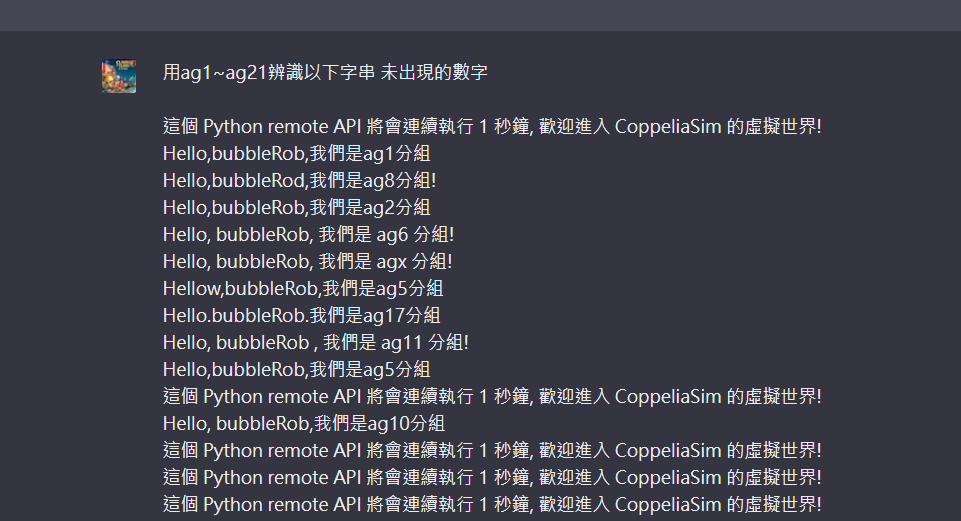 用ag1~ag21辨識以下字串 未出現的數字
這個 Python remote API 將會連續執行 1 秒鐘, 歡迎進入 CoppeliaSim 的虛擬世界!
Hello,bubbleRob,我們是ag1分組
Hello,bubbleRod,我們是ag8分組!
Hello,bubbleRob,我們是ag2分組
Hello, bubbleRob, 我們是 ag6 分組!
Hello, bubbleRob, 我們是 agx 分組!
Hellow,bubbleRob,我們是ag5分組
Hello.bubbleRob.我們是ag17分組
Hello, bubbleRob , 我們是 ag11 分組!
Hello,bubbleRob,我們是ag5分組
這個 Python remote API 將會連續執行 1 秒鐘, 歡迎進入 CoppeliaSim 的虛擬世界!
Hello, bubbleRob,我們是ag10分組
這個 Python remote API 將會連續執行 1 秒鐘, 歡迎進入 CoppeliaSim 的虛擬世界!
這個 Python remote API 將會連續執行 1 秒鐘, 歡迎進入 CoppeliaSim 的虛擬世界!
這個 Python remote API 將會連續執行 1 秒鐘, 歡迎進入 CoppeliaSim 的虛擬世界!